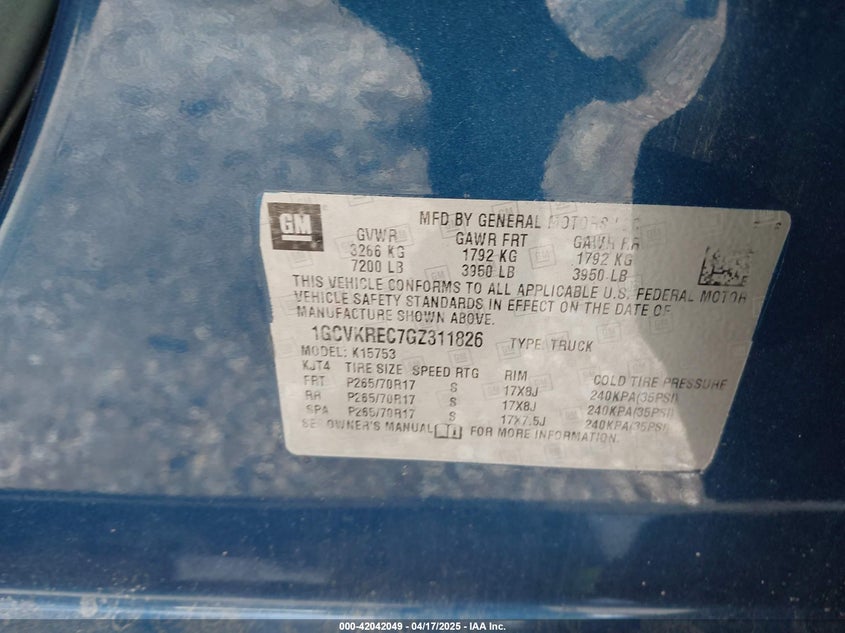 GM
MFD BY GENERAL MOTORS
GVWR GAWR FRT GAWR RR
3266 KG 1792 KG 1792 KG
7200 LB 3950 LB 3950 LB
THIS VEHICLE CONFORMS TO ALL APPLICABLE U.S. FEDERAL MOTOR
VEHICLE SAFETY STANDARDS IN EFFECT ON THE DATE OF
MANUFACTURE SHOWN ABOVE.
1GCVKREC7GZ311826 TYPE: TRUCK
MODEL: K15753
KJT4 TIRE SIZE SPEED RTG RIM COLD TIRE PRESSURE
FRT P265/70R17 S 17X8J 240KPA(35PSI)
RR P265/70R17 S 17X8J 240KPA(35PSI)
SPA P265/70R17 S 17X7.5J 240KPA(35PSI)
SEE OWNER'S MANUAL FOR MORE INFORMATION.
000-42042049 - 04/17/2025 - IAA Inc.